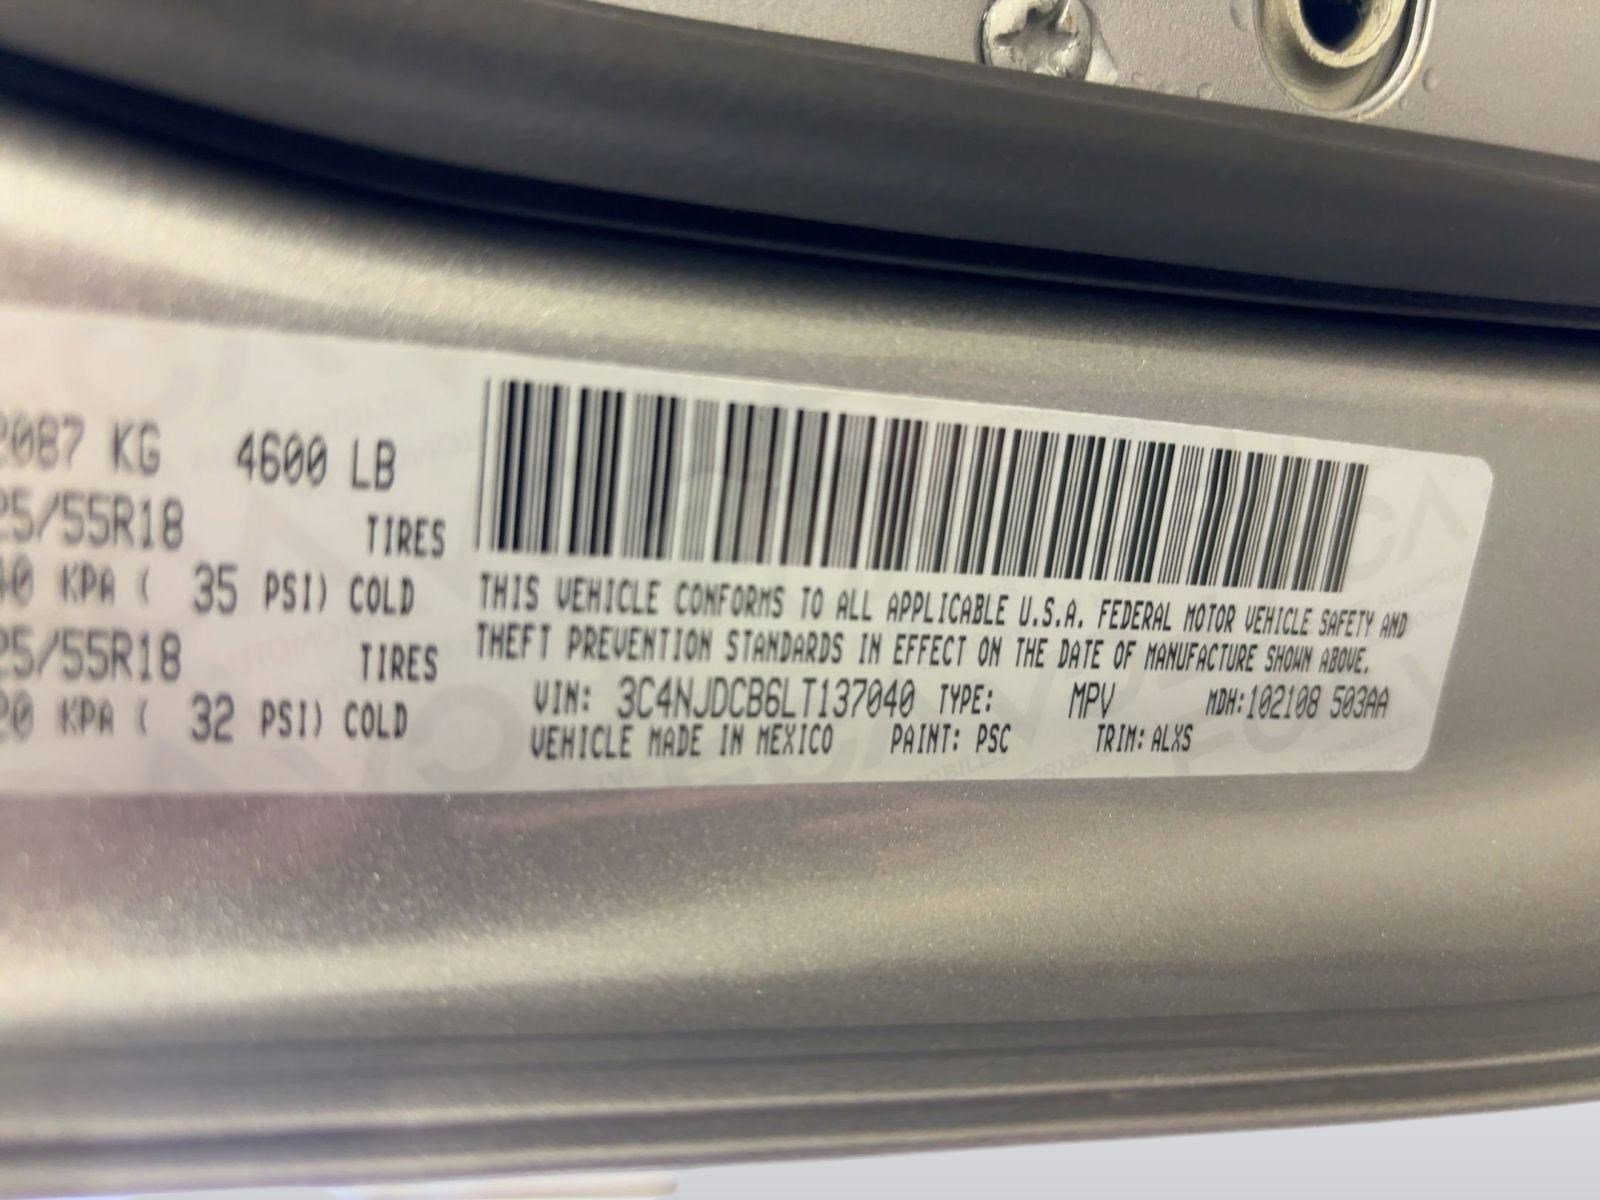 2087 KG 4600 LB
25/55R18 TIRES
40 KPA ( 35 PSI) COLD
25/55R18 TIRES
20 KPA ( 32 PSI) COLD
THIS VEHICLE CONFORMS TO ALL APPLICABLE U.S.A. FEDERAL MOTOR VEHICLE SAFETY AND
THEFT PREVENTION STANDARDS IN EFFECT ON THE DATE OF MANUFACTURE SHOWN ABOVE.
VIN: 3C4NJDCB6LT137040 TYPE: MPV MDH:102108 503AA
VEHICLE MADE IN MEXICO PAINT: PSC TRIM: ALXS